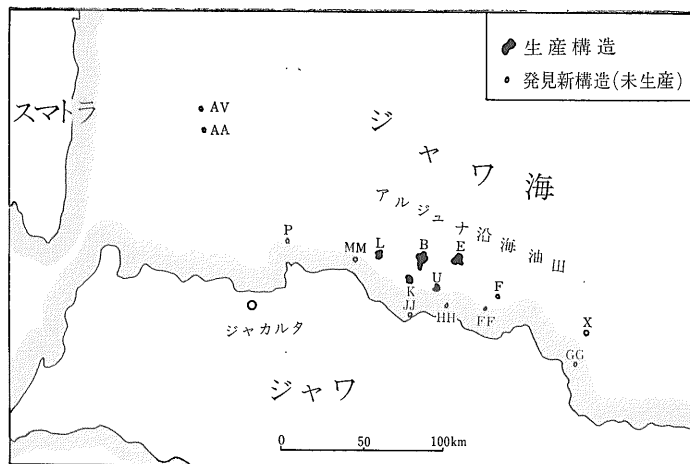 生産構造
発見新構造(未生産)
スマトラ
AV
AA
ジャワ海
アルジュナ沿海油田
P
MM
L
B
E
K
U
JJ
HH
FF
F
X
GG
ジャカルタ
ジャワ
0 50 100km